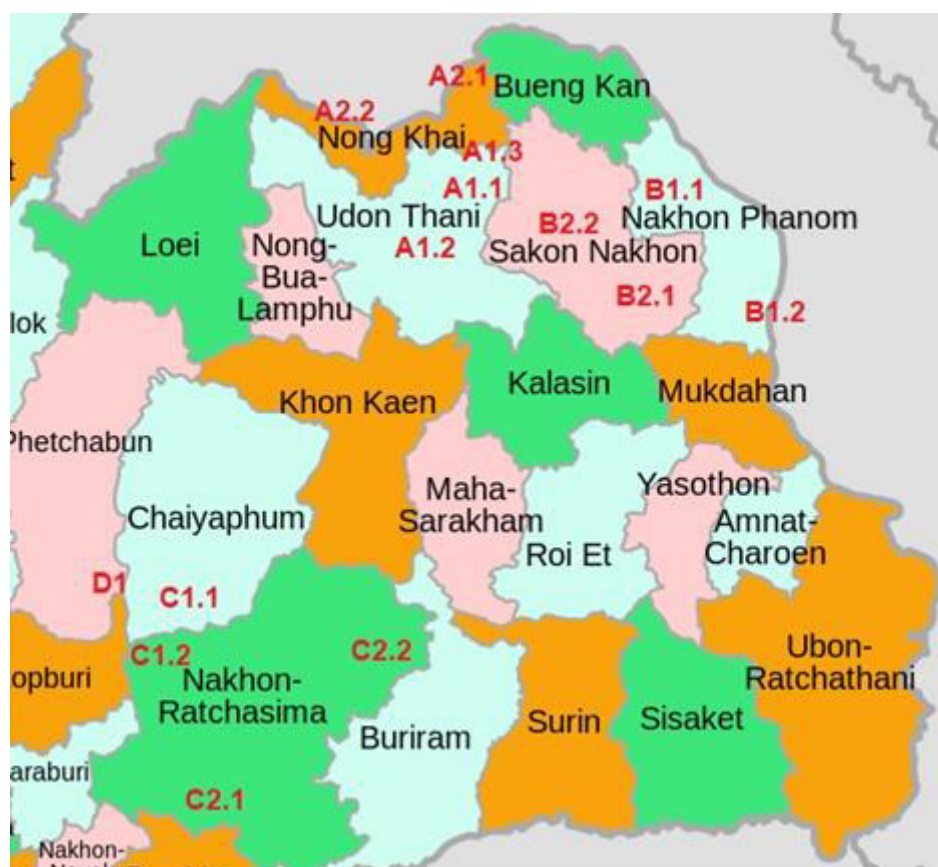 A2.1
Bueng Kan
A2.2
Nong Khai
A1.3
A1.1
B1.1
Udon Thani
B2.2
Nakhon Phanom
Loei
Nong-
Bua-
Lamphu
A1.2
Sakon Nakhon
B2.1
B1.2
lok
Kalasin
Mukdahan
Khon Kaen
Phetchabun
Maha-
Sarakham
Yasothon
Chaiyaphum
Amnat-
Charoen
Roi Et
D1
C1.1
C1.2
C2.2
Ubon-
Ratchathani
opburi
Nakhon-
Ratchasima
Buriram
Surin
Sisaket
araburi
C2.1
Nakhon-